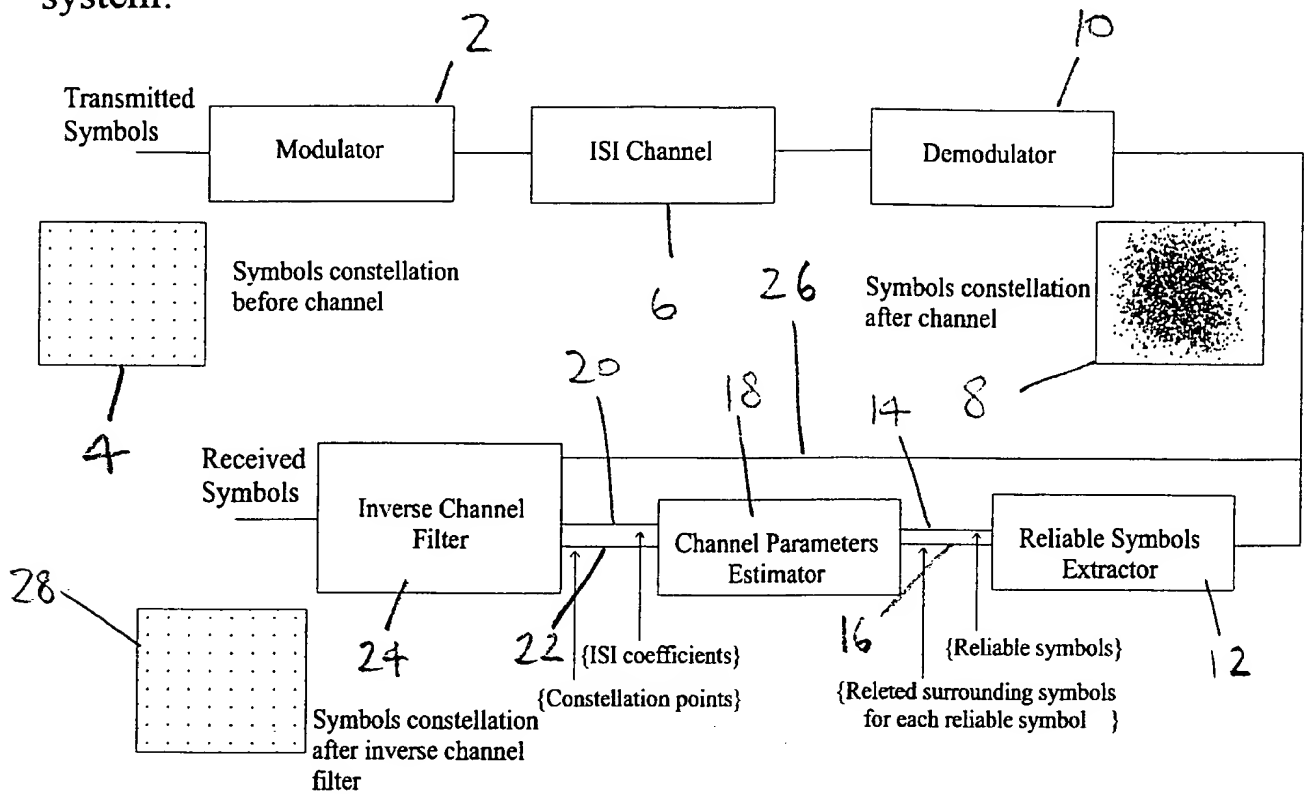 system:
2
10
Transmitted
Symbols
Modulator
ISI Channel
Demodulator
Symbols constellation
before channel
6
26
Symbols constellation
after channel
4
20
18
14
8
Received
Symbols
Inverse Channel
Filter
Channel Parameters
Estimator
Reliable Symbols
Extractor
28
24
22
{ISI coefficients}
16
{Reliable symbols}
12
{Constellation points}
{Releted surrounding symbols
for each reliable symbol }
Symbols constellation
after inverse channel
filter